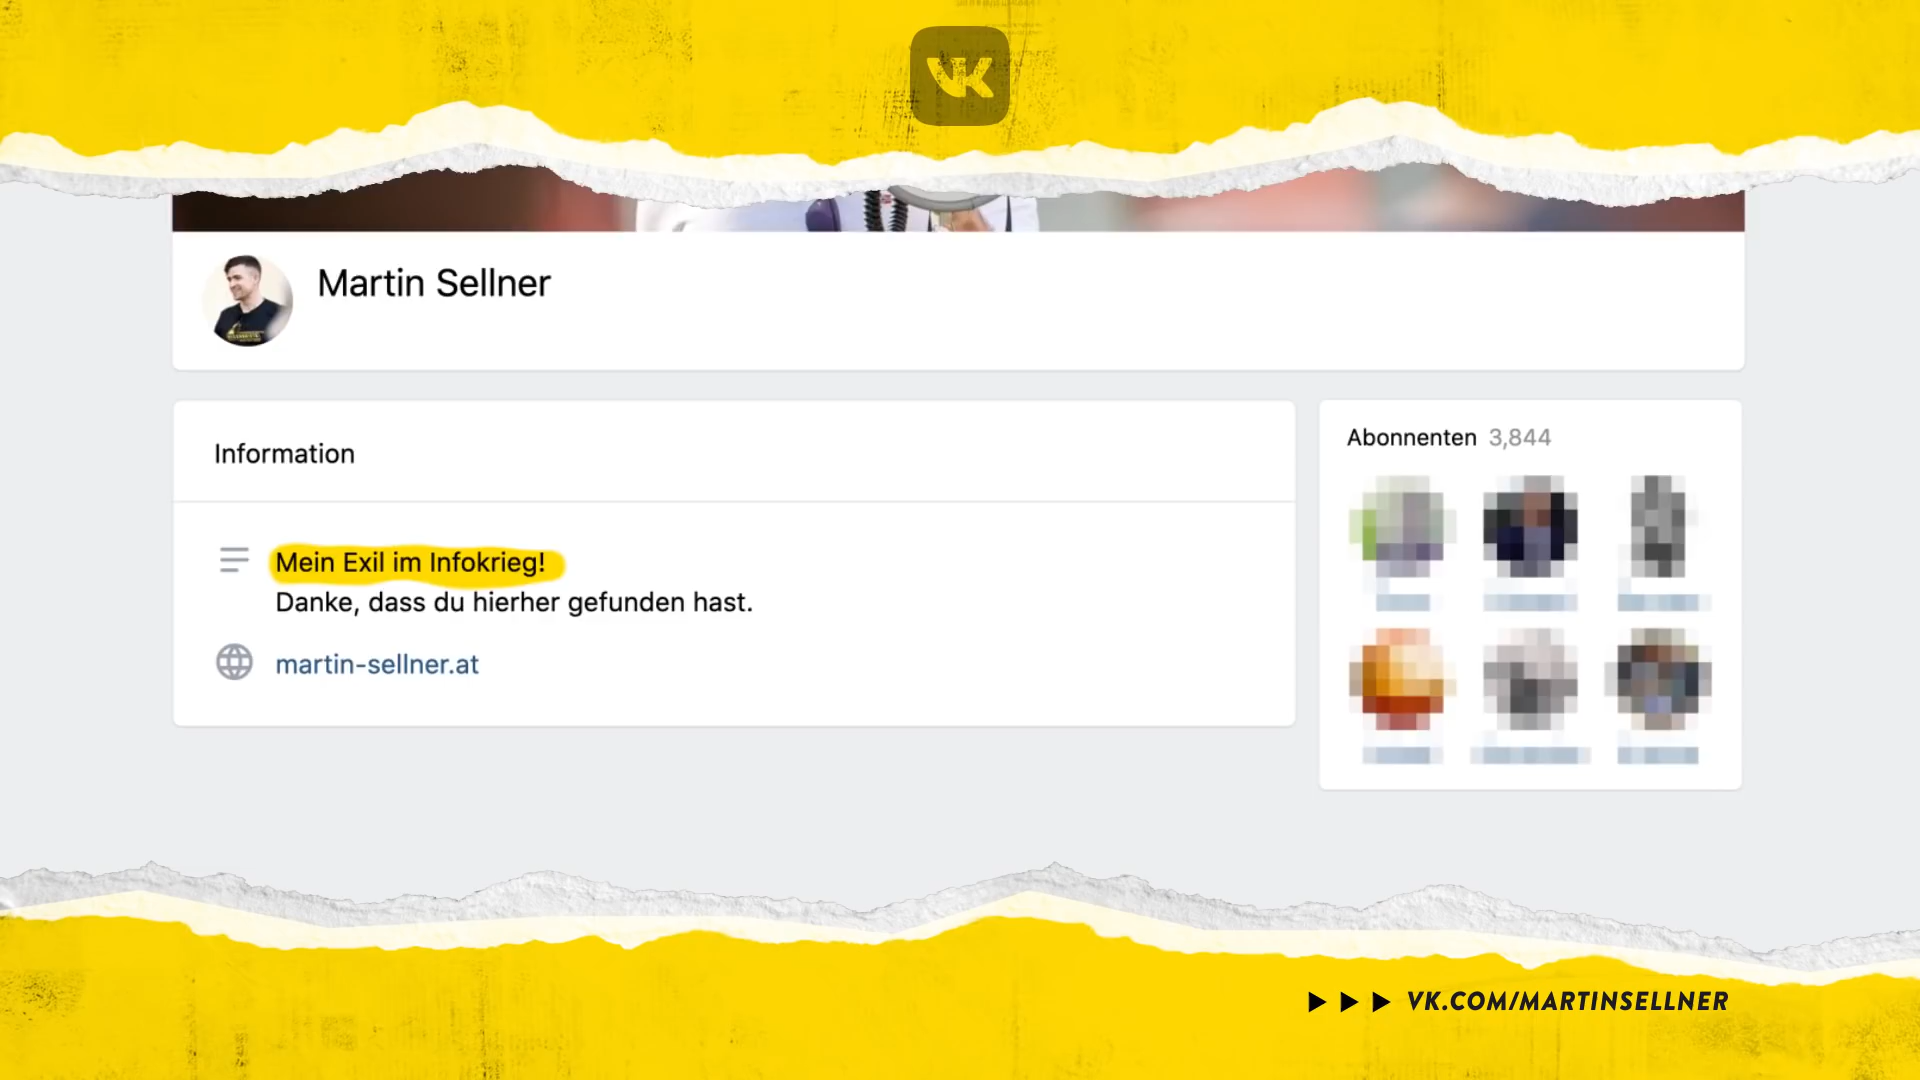 VK
Martin Sellner
Information
Mein Exil im Infokrieg!
Danke, dass du hierher gefunden hast.
martin-sellner.at
Abonnenten 3,844
VK.COM/MARTINSELLNER